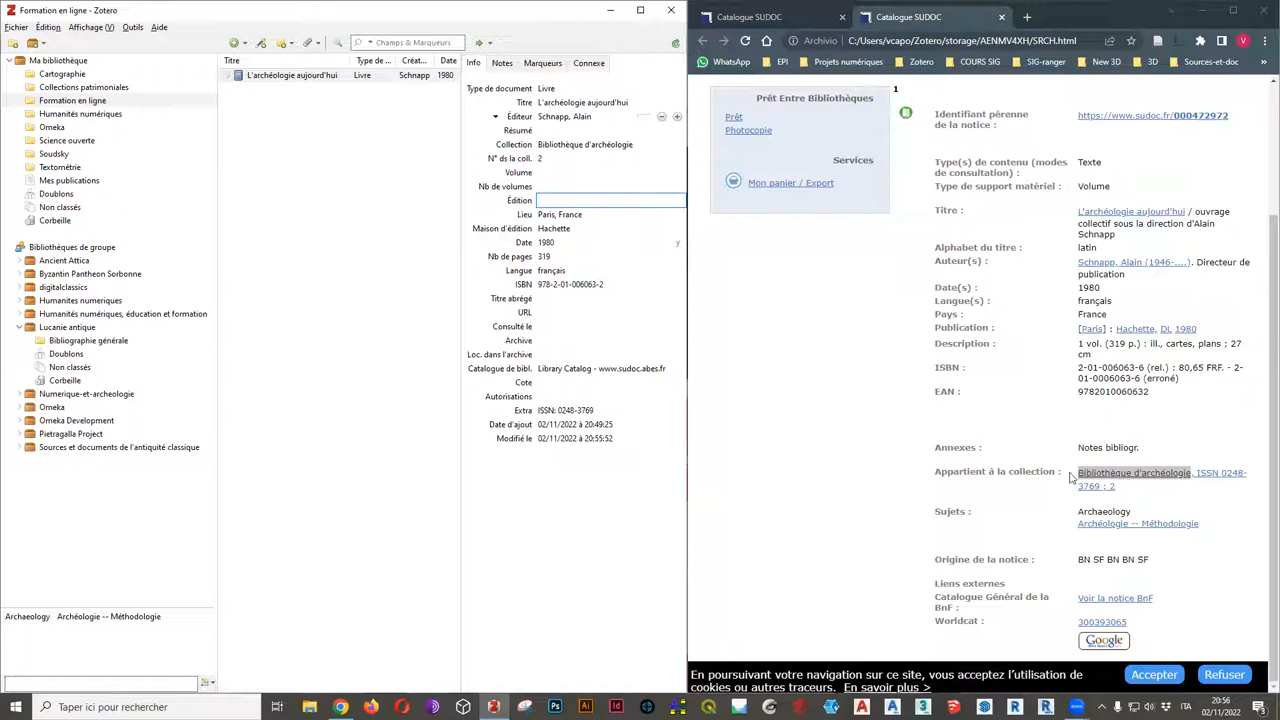 Formation en ligne - Zotero
Fichier Édition Affichage (V) Outils Aide
Champs & Marqueurs
Ma bibliothèque
Cartographie
Collections patrimoniales
Formation en ligne
Humanités numériques
Omeka
Science ouverte
Soudsky
Textométrie
Mes publications
Doublons
Non classés
Corbeille
Bibliothèques de groupe
Ancient Attica
Byzantin Pantheon Sorbonne
digitalclassics
Humanites numeriques
Humanités numériques, éducation et formation
Lucanie antique
Bibliographie générale
Doublons
Non classés
Corbeille
Numerique-et-archeologie
Omeka
Omeka Development
Pietragalla Project
Sources et documents de l'antiquité classique
Archaeology Archéologie -- Méthodologie
Titre Type de ... Créat... Date
L'archéologie aujourd'hui Livre Schnapp 1980
Info Notes Marqueurs Connexe
Type de document Livre
Titre L'archéologie aujourd'hui
Éditeur Schnapp, Alain
Résumé
Collection Bibliothèque d'archéologie
N° ds la coll. 2
Volume
Nb de volumes
Édition
Lieu Paris, France
Maison d'édition Hachette
Date 1980 y
Nb de pages 319
Langue français
ISBN 978-2-01-006063-2
Titre abrégé
URL
Consulté le
Archive
Loc. dans l'archive
Catalogue de bibl. Library Catalog - www.sudoc.abes.fr
Cote
Autorisations
Extra ISSN: 0248-3769
Date d'ajout 02/11/2022 à 20:49:25
Modifié le 02/11/2022 à 20:55:52
Catalogue SUDOC Catalogue SUDOC
Archivio C:/Users/vcapo/Zotero/storage/AENMV4XH/SRCH.html
WhatsApp EPI Projets numériques Zotero COURS SIG SIG-ranger New 3D 3D Sources-et-doc
Prêt Entre Bibliothèques
Prêt
Photocopie
Services
Mon panier / Export
1
Identifiant pérenne de la notice : https://www.sudoc.fr/000472972
Type(s) de contenu (modes de consultation) : Texte
Type de support matériel : Volume
Titre : L'archéologie aujourd'hui / ouvrage
collectif sous la direction d'Alain
Schnapp
Alphabet du titre : latin
Auteur(s) : Schnapp, Alain (1946-....). Directeur de
publication
Date(s) : 1980
Langue(s) : français
Pays : France
Publication : [Paris] : Hachette, DL 1980
Description : 1 vol. (319 p.) : ill., cartes, plans ; 27
cm
ISBN : 2-01-006063-6 (rel.) : 80,65 FRF. - 2-
01-0006063-6 (erroné)
EAN : 9782010060632
Annexes : Notes bibliogr.
Appartient à la collection : Bibliothèque d'archéologie, ISSN 0248-
3769 ; 2
Sujets : Archaeology
Archéologie -- Méthodologie
Origine de la notice : BN SF BN BN SF
Liens externes
Catalogue Général de la BnF : Voir la notice BnF
Worldcat : 300393065
Google
En poursuivant votre navigation sur ce site, vous acceptez l'utilisation de
cookies ou autres traceurs. En savoir plus >
Accepter Refuser
Taper ici pour rechercher
ITA
20:56
02/11/2022